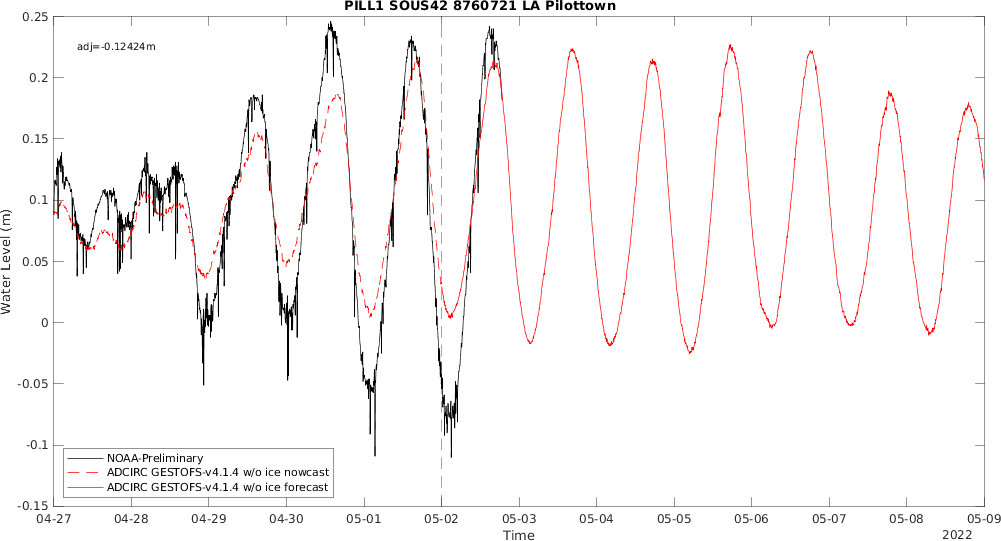 PILL1 SOUS42 8760721 LA Pilottown
adj=-0.12424m
0.25
0.2
0.15
0.1
0.05
0
-0.05
-0.1
-0.15
Water Level (m)
NOAA-Preliminary
ADCIRC GESTOFS-v4.1.4 w/o ice nowcast
ADCIRC GESTOFS-v4.1.4 w/o ice forecast
04-27 04-28 04-29 04-30 05-01 05-02 05-03 05-04 05-05 05-06 05-07 05-08 05-09
Time
2022